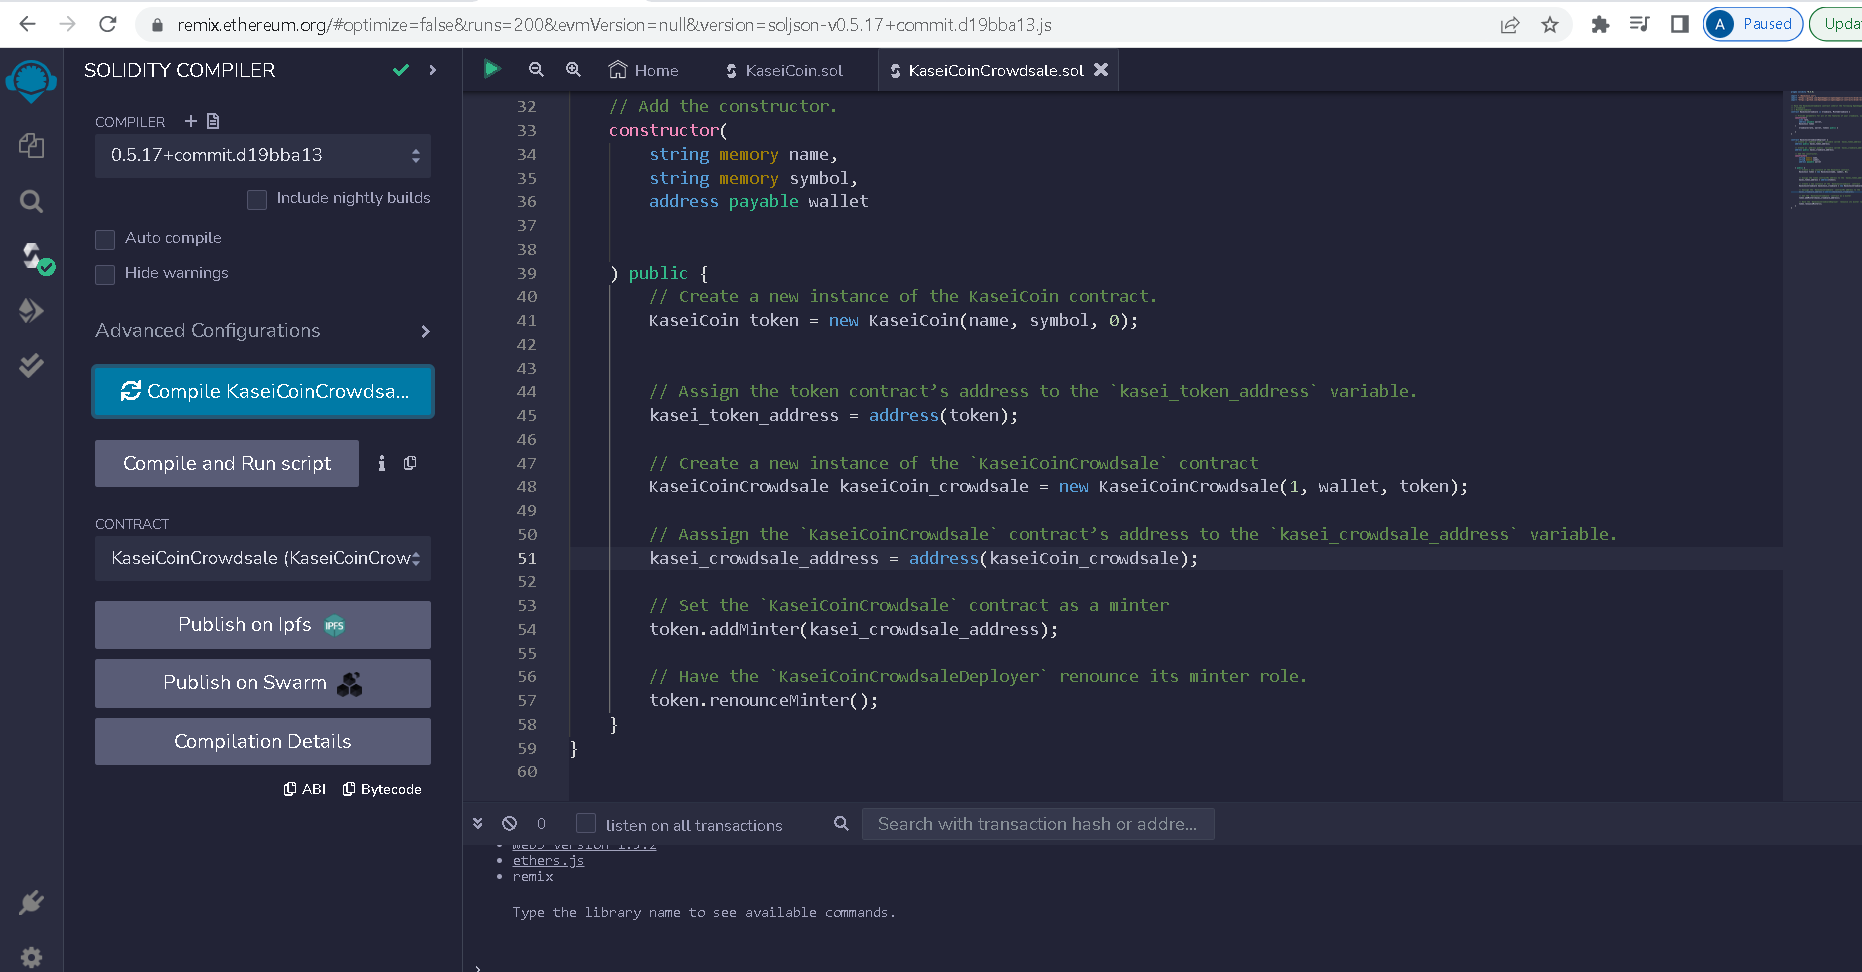 remix.ethereum.org/#optimize=false&runs=200&evmVersion=null&version=soljson-v0.5.17+commit.d19bba13.js
A Paused
Upda
SOLIDITY COMPILER
Home
KaseiCoin.sol
KaseiCoinCrowdsale.sol
COMPILER
0.5.17+commit.d19bba13
Include nightly builds
Auto compile
Hide warnings
Advanced Configurations
Compile KaseiCoinCrowdsa...
Compile and Run script
CONTRACT
KaseiCoinCrowdsale (KaseiCoinCrow
Publish on Ipfs IPFS
Publish on Swarm
Compilation Details
ABI Bytecode
32 // Add the constructor.
33 constructor(
34 string memory name,
35 string memory symbol,
36 address payable wallet
37
38
39 ) public {
40 // Create a new instance of the KaseiCoin contract.
41 KaseiCoin token = new KaseiCoin(name, symbol, 0);
42
43
44 // Assign the token contract’s address to the `kasei_token_address` variable.
45 kasei_token_address = address(token);
46
47 // Create a new instance of the `KaseiCoinCrowdsale` contract
48 KaseiCoinCrowdsale kaseiCoin_crowdsale = new KaseiCoinCrowdsale(1, wallet, token);
49
50 // Aassign the `KaseiCoinCrowdsale` contract’s address to the `kasei_crowdsale_address` variable.
51 kasei_crowdsale_address = address(kaseiCoin_crowdsale);
52
53 // Set the `KaseiCoinCrowdsale` contract as a minter
54 token.addMinter(kasei_crowdsale_address);
55
56 // Have the `KaseiCoinCrowdsaleDeployer` renounce its minter role.
57 token.renounceMinter();
58 }
59 }
60
0 listen on all transactions Search with transaction hash or addre...
web3 version 1.5.2
ethers.js
remix
Type the library name to see available commands.
>